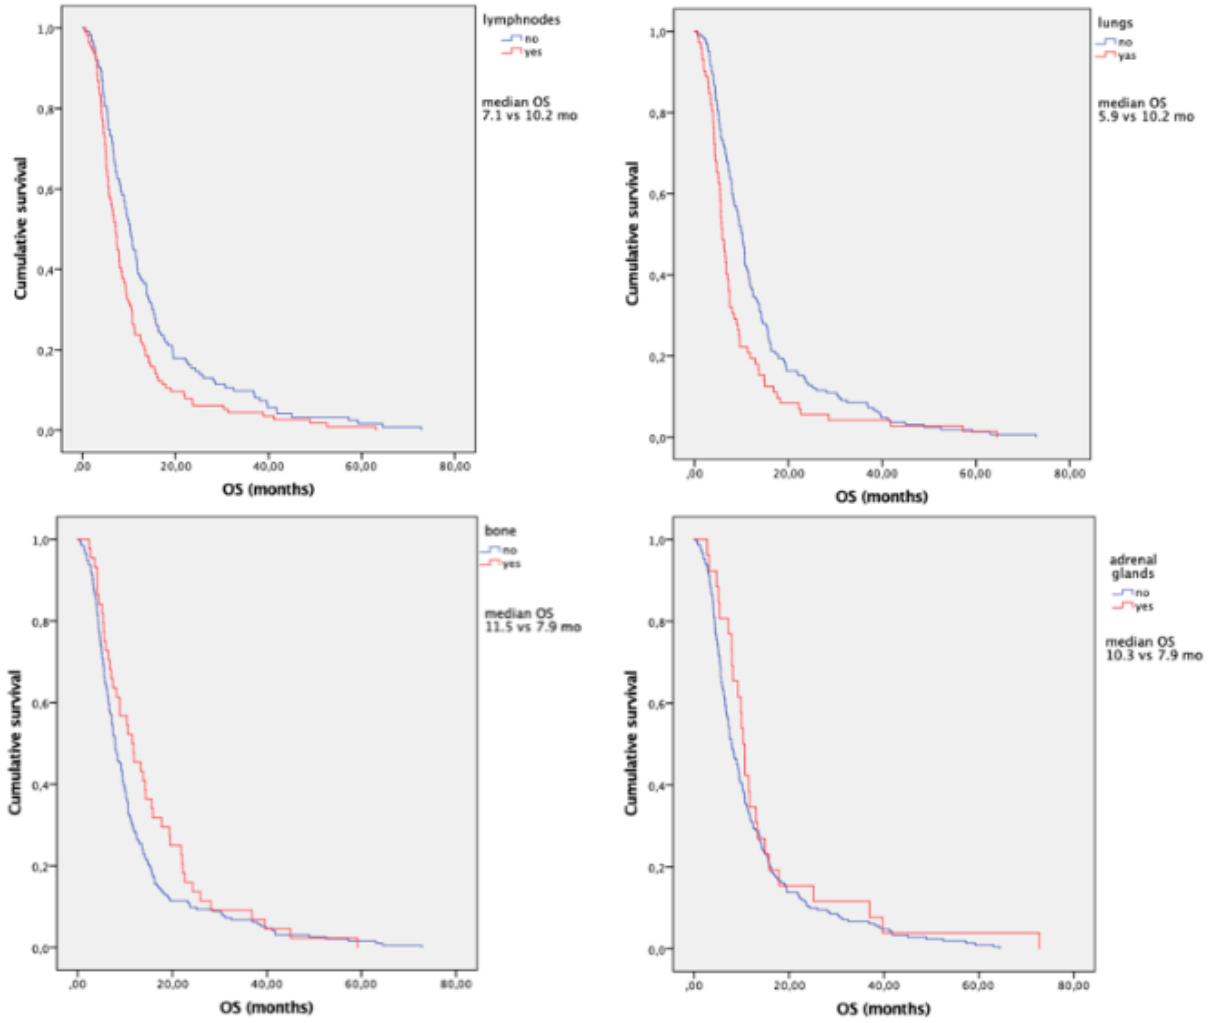 lymphnodes
no
yes
median OS
7.1 vs 10.2 mo
Cumulative survival
1,0
0,8
0,6
0,4
0,2
0,0
,00 20,00 40,00 60,00 80,00
OS (months)
lungs
no
yas
median OS
5.9 vs 10.2 mo
Cumulative survival
1,0
0,8
0,6
0,4
0,2
0,0
,00 20,00 40,00 60,00 80,00
OS (months)
bone
no
yes
median OS
11.5 vs 7.9 mo
Cumulative survival
1,0
0,8
0,6
0,4
0,2
0,0
,00 20,00 40,00 60,00 80,00
OS (months)
adrenal
glands
no
yes
median OS
10.3 vs 7.9 mo
Cumulative survival
1,0
0,8
0,6
0,4
0,2
0,0
,00 20,00 40,00 60,00 80,00
OS (months)